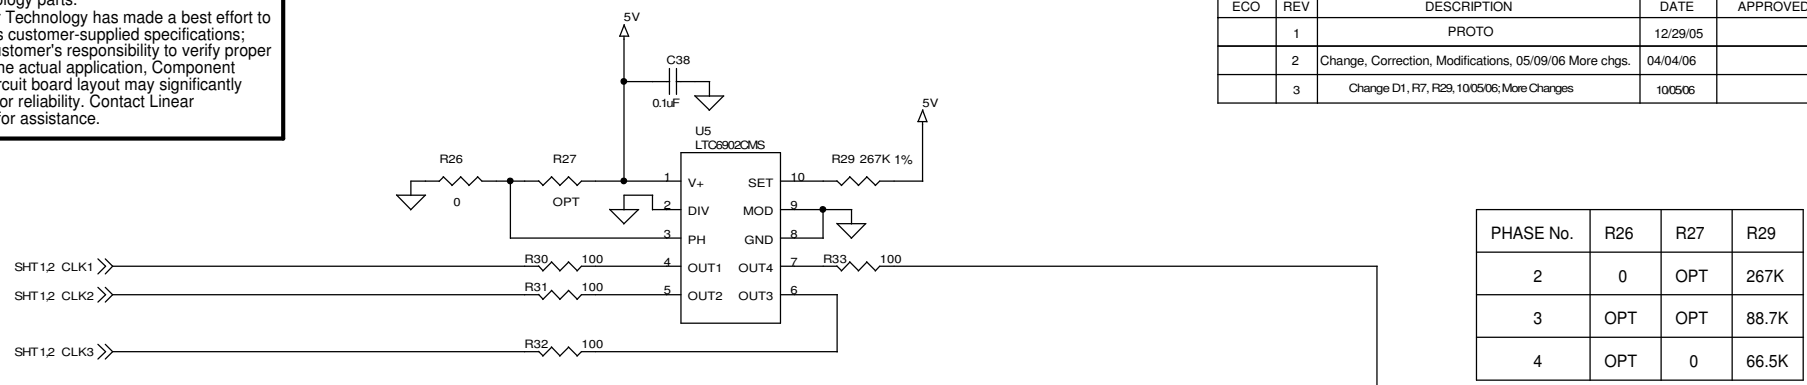 ology parts.
r Technology has made a best effort to
s customer-supplied specifications;
ustomer's responsibility to verify proper
he actual application, Component
rcuit board layout may significantly
or reliability. Contact Linear
for assistance.
ECO REV DESCRIPTION DATE APPROVED
1 PROTO 12/29/05
2 Change, Correction, Modifications, 05/09/06 More chgs. 04/04/06
3 Change D1, R7, R29, 10/05/06; More Changes 10/05/06
5V
C38
0.1uF
5V
U5
LTC6902CMS
R26 R27 R29 267K 1%
0 OPT
1 V+ SET 10
2 DIV MOD 9
3 PH GND 8
SHT1,2 CLK1 R30 100 4 OUT1 OUT4 7 R33 100
SHT1,2 CLK2 R31 100 5 OUT2 OUT3 6
SHT1,2 CLK3 R32 100
PHASE No. R26 R27 R29
2 0 OPT 267K
3 OPT OPT 88.7K
4 OPT 0 66.5K